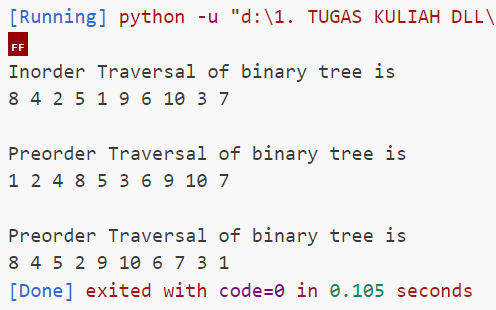 [Running] python -u "d:\1. TUGAS KULIAH DLL\
FF
Inorder Traversal of binary tree is
8 4 2 5 1 9 6 10 3 7
Preorder Traversal of binary tree is
1 2 4 8 5 3 6 9 10 7
Preorder Traversal of binary tree is
8 4 5 2 9 10 6 7 3 1
[Done] exited with code=0 in 0.105 seconds